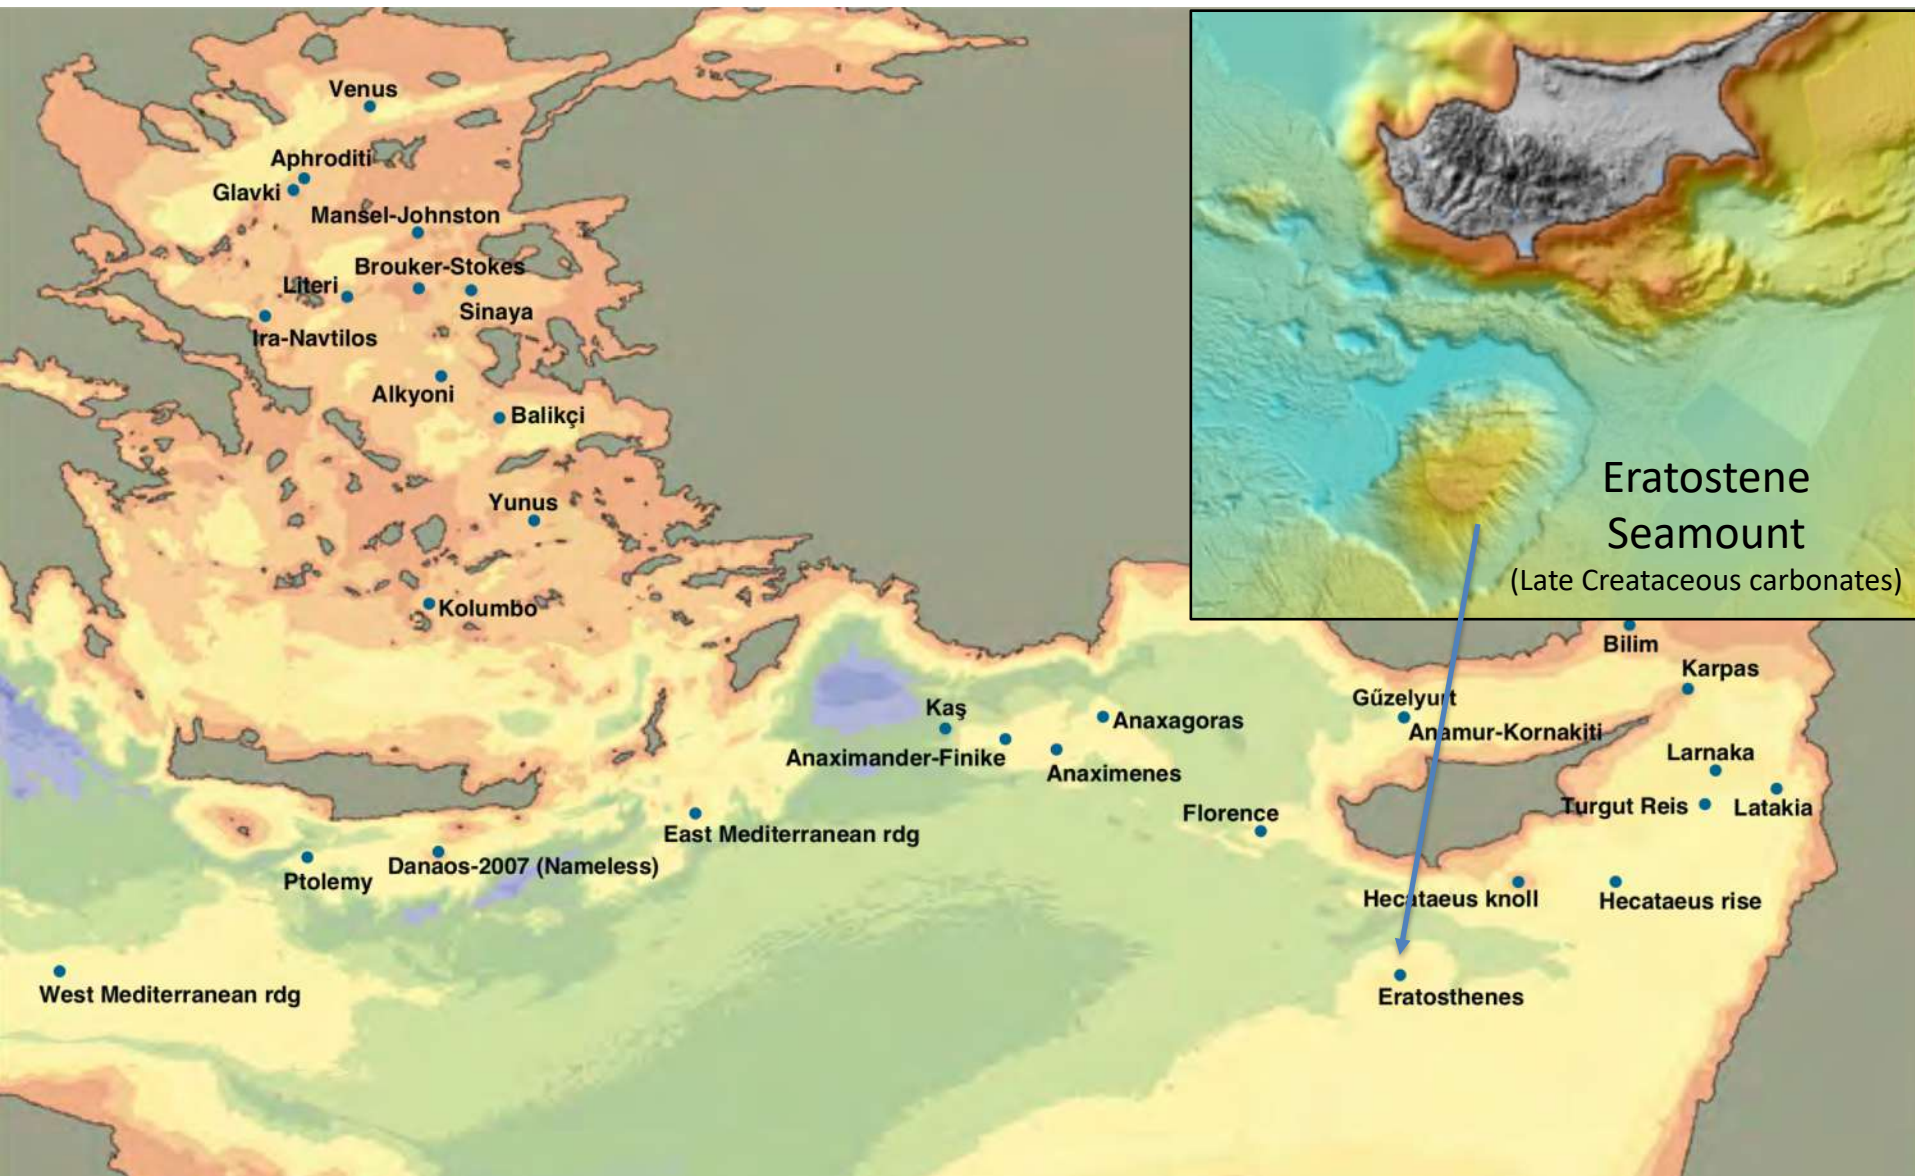 Venus
Aphroditi
Glavki
Mansel-Johnston
Brouker-Stokes
Literi
Sinaya
Ira-Navtilos
Alkyoni
Balikçi
Yunus
Kolumbo
Eratostene
Seamount
(Late Creataceous carbonates)
Bilim
Karpas
Kaş
Gűzelyurt
Anaxagoras
Anamur-Kornakiti
Anaximander-Finike
Anaximenes
Larnaka
Florence
Turgut Reis
Latakia
East Mediterranean rdg
Danaos-2007 (Nameless)
Ptolemy
Hecataeus knoll
Hecataeus rise
West Mediterranean rdg
Eratosthenes